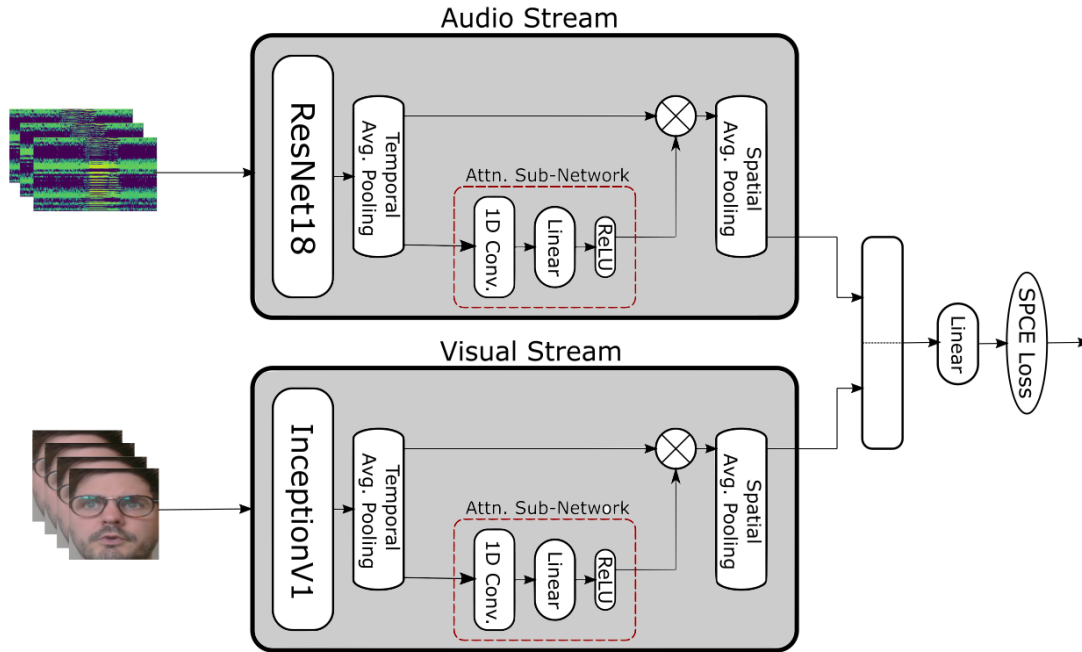 Audio Stream
ResNet18
Temporal
Avg. Pooling
Attn. Sub-Network
1D Conv.
Linear
ReLU
Spatial
Avg. Pooling
Visual Stream
InceptionV1
Temporal
Avg. Pooling
Attn. Sub-Network
1D Conv.
Linear
ReLU
Spatial
Avg. Pooling
Linear
SPCE Loss